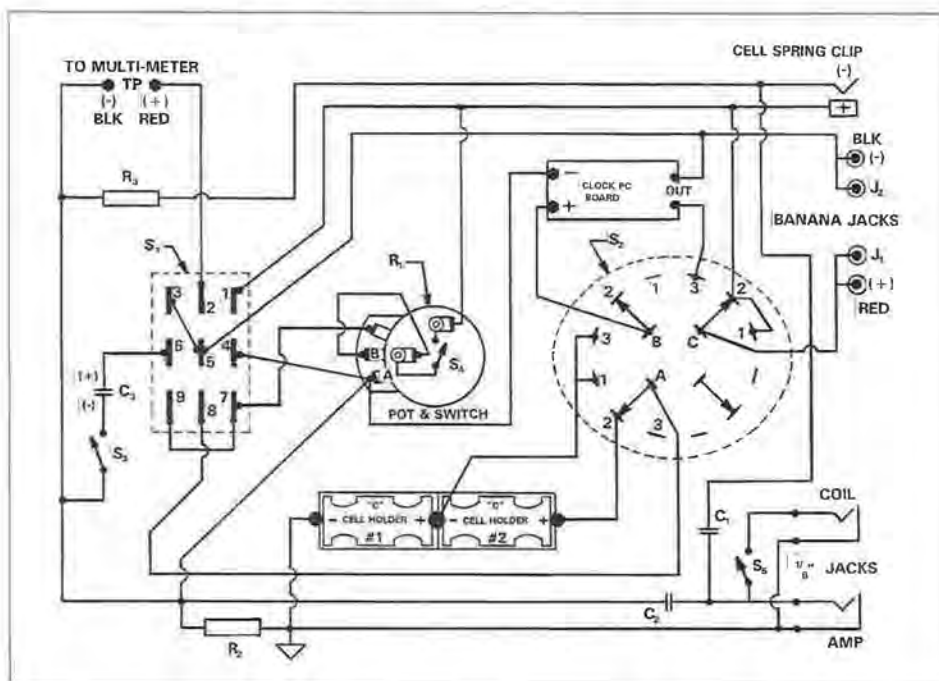 CELL SPRING CLIP
(-)
+
TO MULTI-METER
TP
(-) (+)
BLK RED
BLK
(-)
J2
R3
CLOCK PC
BOARD
- +
OUT
BANANA JACKS
J1
(+)
RED
S2
R1
3 2 1
6 5 4
9 8 7
(+)
C3
(-)
B
A
S4
POT & SWITCH
2 1 3 2
3 B C 1
1 A
2 3
"C" "C"
- CELL HOLDER + - CELL HOLDER +
#1 #2
COIL
C1
S5
1/8" JACKS
C2
AMP
R2